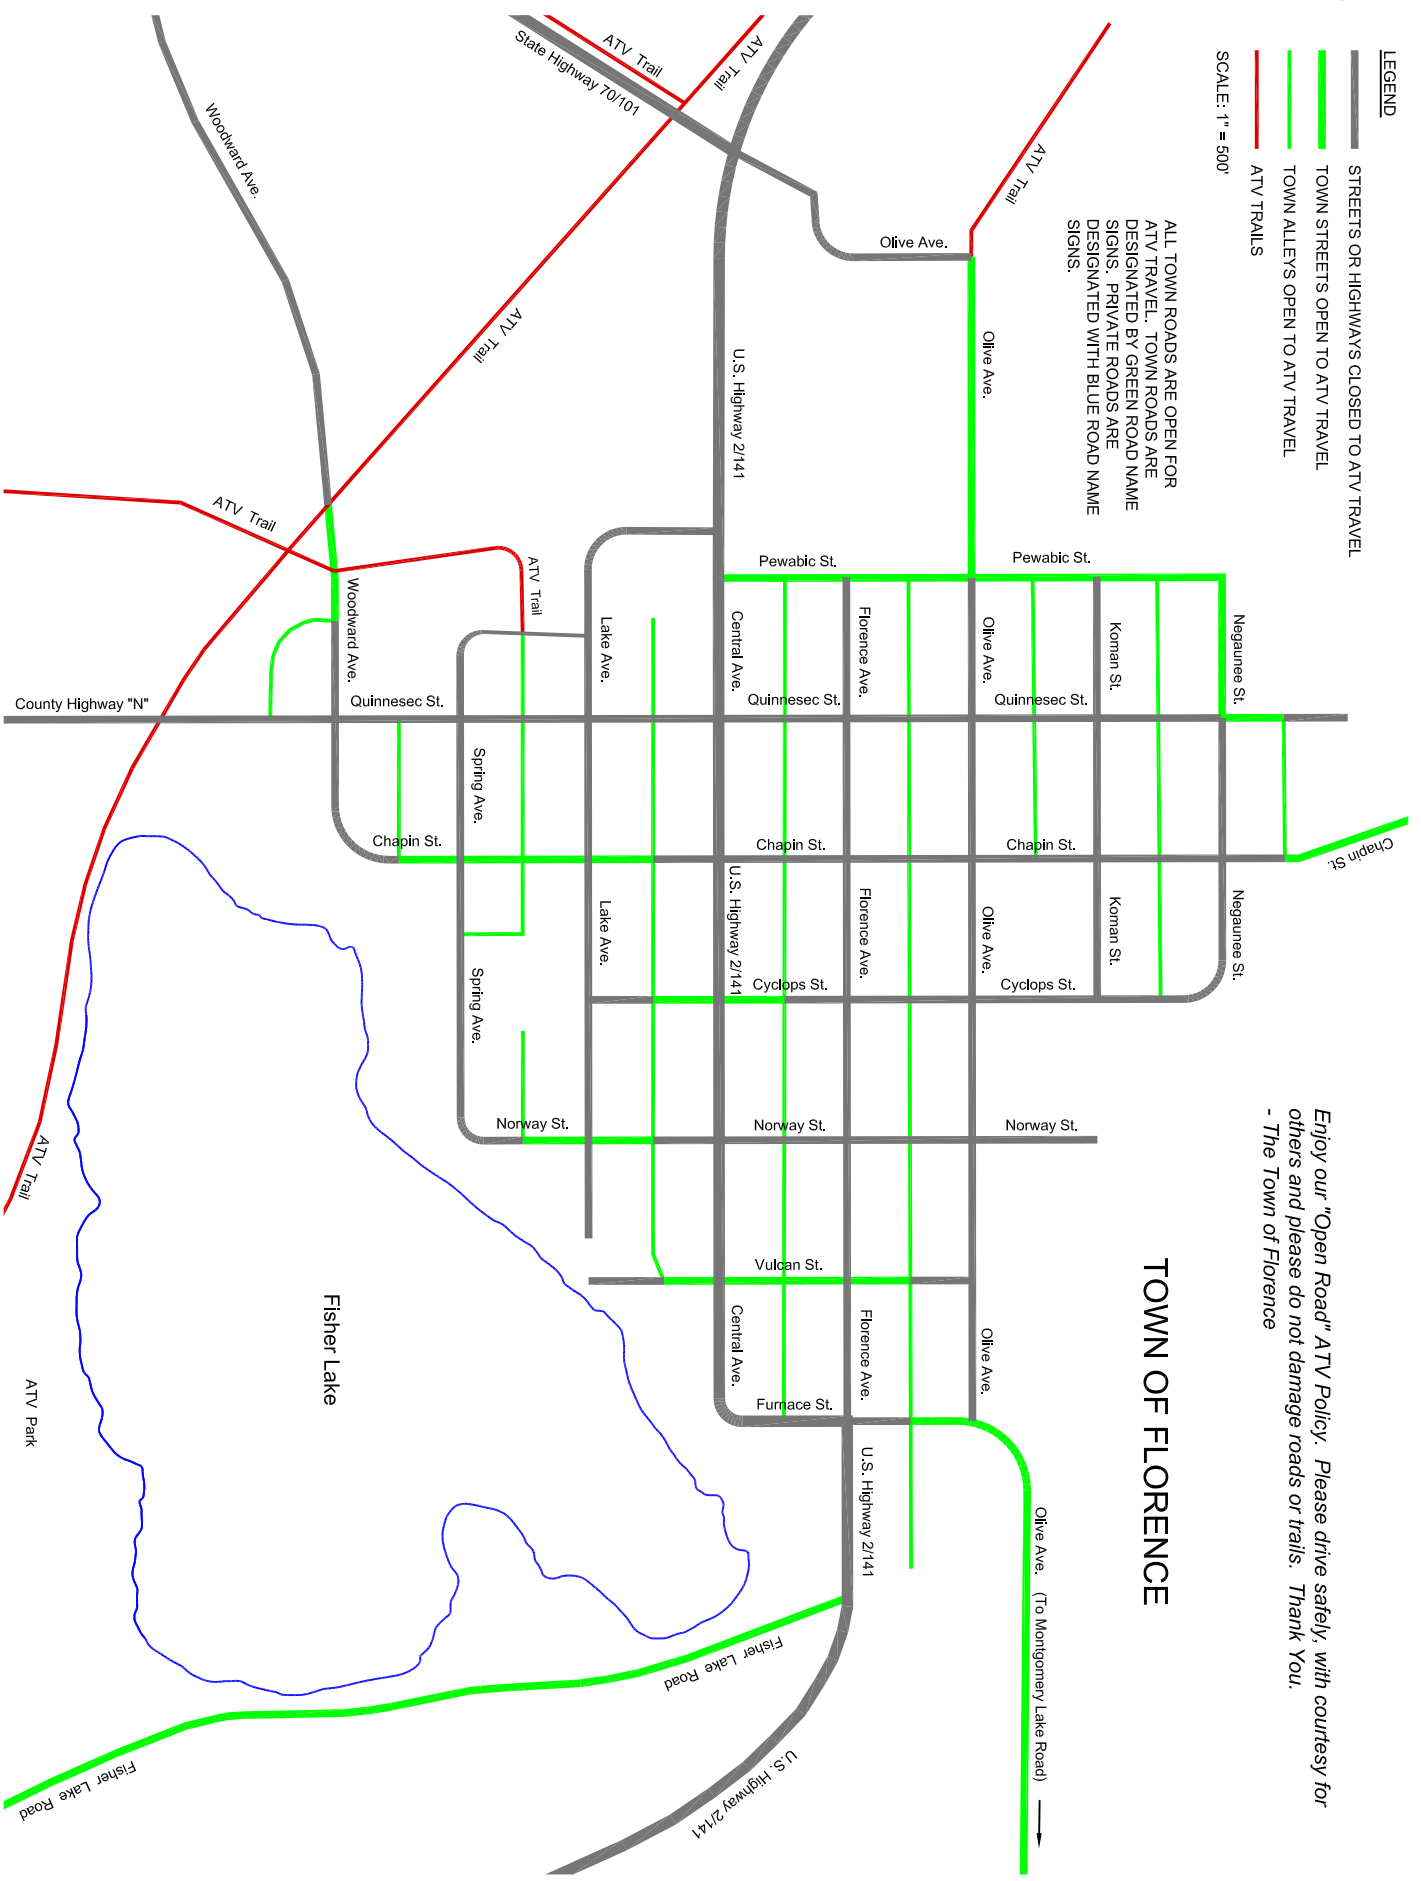 LEGEND
STREETS OR HIGHWAYS CLOSED TO ATV TRAVEL
TOWN STREETS OPEN TO ATV TRAVEL
TOWN ALLEYS OPEN TO ATV TRAVEL
ATV TRAILS
SCALE: 1" = 500'
ALL TOWN ROADS ARE OPEN FOR
ATV TRAVEL. TOWN ROADS ARE
DESIGNATED BY GREEN ROAD NAME
SIGNS. PRIVATE ROADS ARE
DESIGNATED WITH BLUE ROAD NAME
SIGNS.
Enjoy our "Open Road" ATV Policy. Please drive safely, with courtesy for
others and please do not damage roads or trails. Thank You.
- The Town of Florence
TOWN OF FLORENCE
ATV Trail
State Highway 70/101
ATV Trail
ATV Trail
Woodward Ave.
Olive Ave.
ATV Trail
U.S. Highway 2/141
Olive Ave.
ATV Trail
ATV Trail
Pewabic St.
Pewabic St.
Woodward Ave.
Lake Ave.
Central Ave.
Florence Ave.
Olive Ave.
Koman St.
Negaunee St.
County Highway "N"
Quinnesec St.
Quinnesec St.
Quinnesec St.
Spring Ave.
Chapin St.
Chapin St.
Chapin St.
Chapin St.
Lake Ave.
U.S. Highway 2/141
Florence Ave.
Olive Ave.
Koman St.
Negaunee St.
Spring Ave.
Cyclops St.
Cyclops St.
Norway St.
Norway St.
Norway St.
ATV Trail
Vulcan St.
Central Ave.
Florence Ave.
Olive Ave.
Furnace St.
Fisher Lake
ATV Park
U.S. Highway 2/141
Olive Ave. (To Montgomery Lake Road)
Fisher Lake Road
Fisher Lake Road
U.S. Highway 2/141